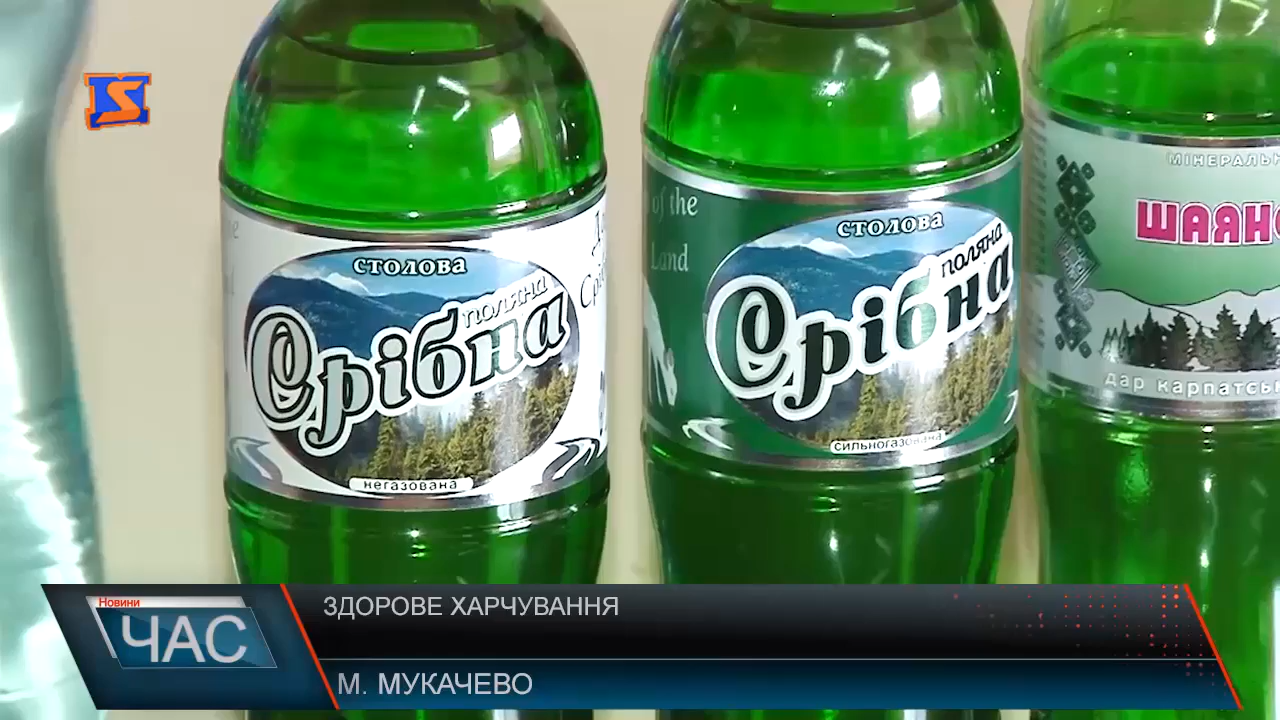 столова
поляна
Срібна
негазована
of the
Land
столова
поляна
Срібна
сильногазована
ШАЯН
дар карпатсь
Новини
ЧАС
ЗДОРОВЕ ХАРЧУВАННЯ
М. МУКАЧЕВО